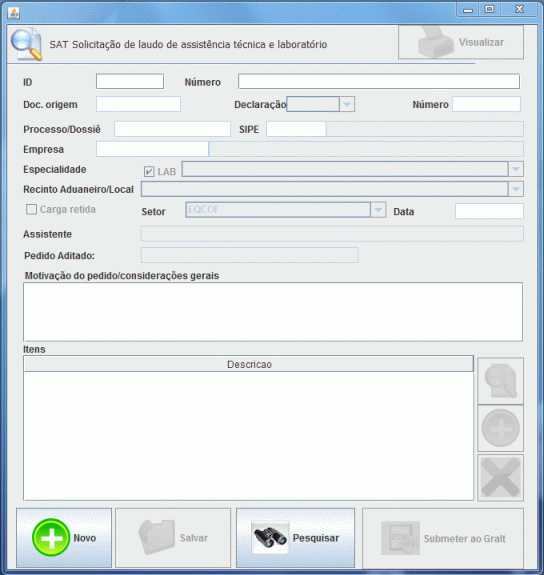 SAT Solicitação de laudo de assistência técnica e laboratório Visualizar
ID Número
Doc. origem Declaração Número
Processo/Dossiê SIPE
Empresa
Especialidade LAB
Recinto Aduaneiro/Local
Carga retida Setor EQCOF Data
Assistente
Pedido Aditado:
Motivação do pedido/considerações gerais
Itens
Descricao
Novo Salvar Pesquisar Submeter ao Gralt